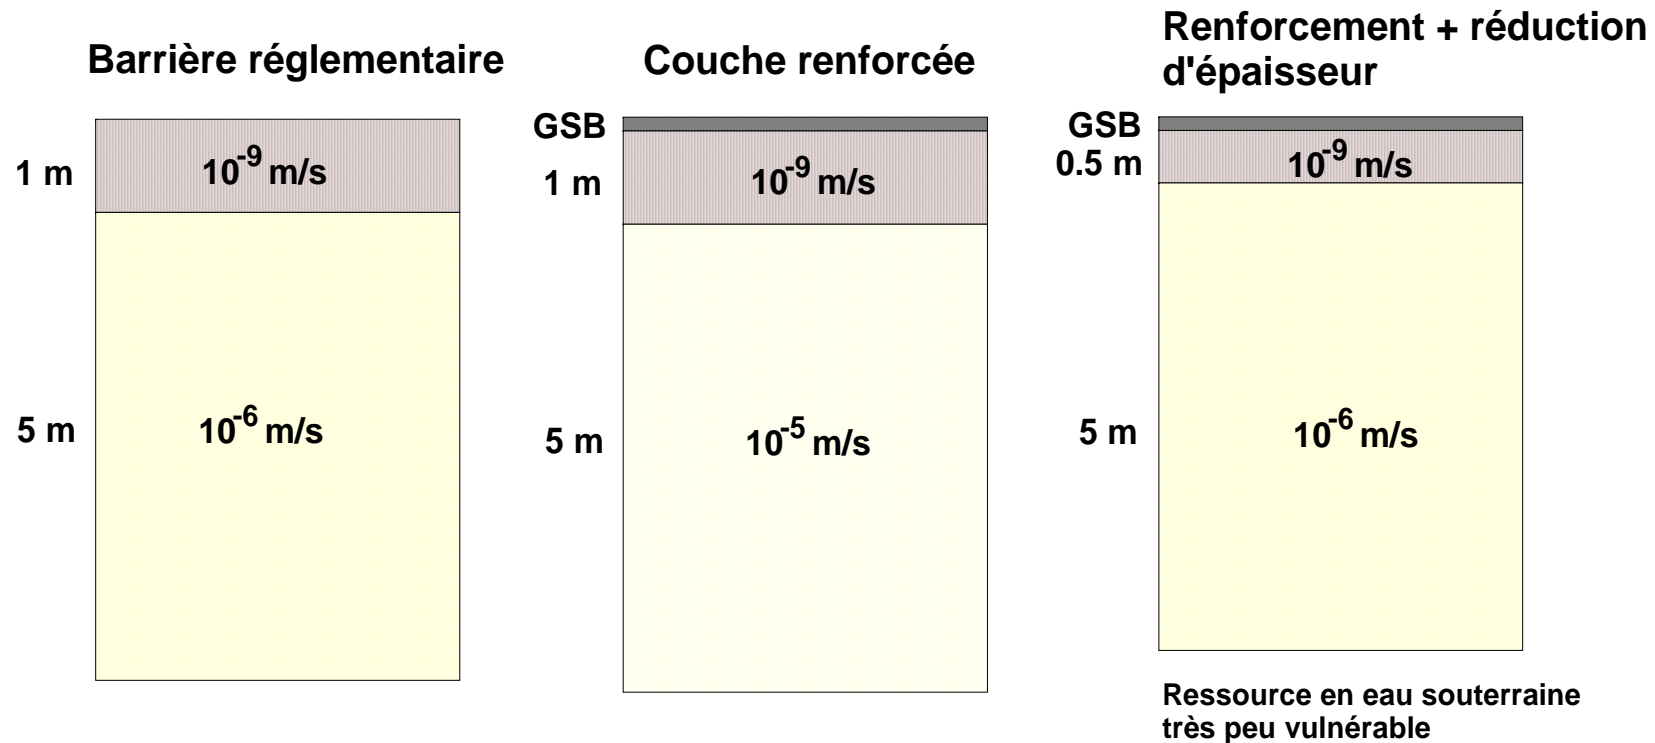 Barrière réglementaire
1 m
10⁻⁹ m/s
5 m
10⁻⁶ m/s
Couche renforcée
GSB
1 m
10⁻⁹ m/s
5 m
10⁻⁵ m/s
Renforcement + réduction
d'épaisseur
GSB
0.5 m
10⁻⁹ m/s
5 m
10⁻⁶ m/s
Ressource en eau souterraine
très peu vulnérable